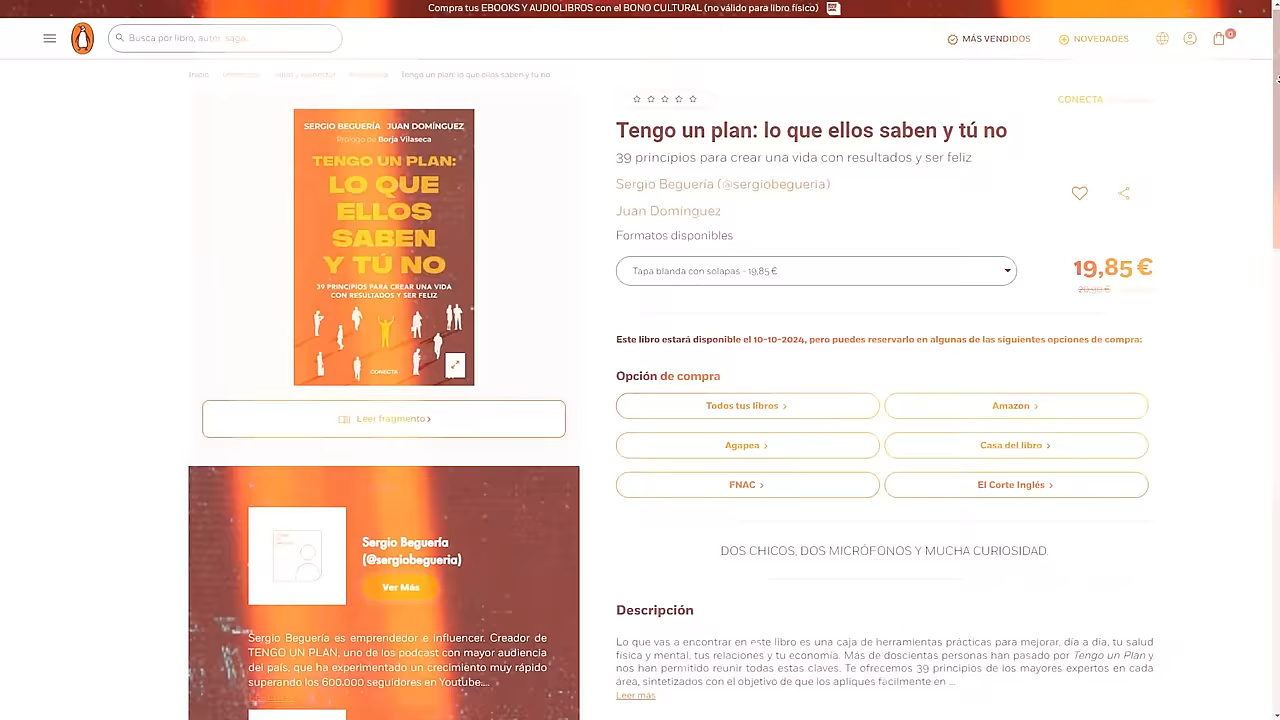 Compra tus EBOOKS Y AUDIOLIBROS con el BONO CULTURAL (no válido para libro físico)
Busca por libro, autor, saga...
MÁS VENDIDOS
NOVEDADES
0
Inicio
Tengo un plan: lo que ellos saben y tú no
SERGIO BEGUERÍA JUAN DOMÍNGUEZ
Prólogo de Borja Vilaseca
TENGO UN PLAN:
LO QUE
ELLOS
SABEN
Y TÚ NO
39 PRINCIPIOS PARA CREAR UNA VIDA
CON RESULTADOS Y SER FELIZ
CONECTA
Leer fragmento
Sergio Beguería
(@sergiobegueria)
Ver Más
Sergio Beguería es emprendedor e influencer. Creador de
TENGO UN PLAN, uno de los podcast con mayor audiencia
del país, que ha experimentado un crecimiento muy rápido
superando los 600.000 seguidores en YouTube....
CONECTA
Tengo un plan: lo que ellos saben y tú no
39 principios para crear una vida con resultados y ser feliz
Sergio Beguería (@sergiobegueria)
Juan Domínguez
Formatos disponibles
Tapa blanda con solapas - 19,85 €
19,85 €
20,90 €
Este libro estará disponible el 10-10-2024, pero puedes reservarlo en algunas de las siguientes opciones de compra:
Opción de compra
Todos tus libros >
Amazon >
Agapea >
Casa del libro >
FNAC >
El Corte Inglés >
DOS CHICOS, DOS MICRÓFONOS Y MUCHA CURIOSIDAD.
Descripción
Lo que vas a encontrar en este libro es una caja de herramientas prácticas para mejorar, día a día, tu salud
física y mental, tus relaciones y tu economía. Más de doscientas personas han pasado por Tengo un Plan y
nos han permitido reunir todas estas claves. Te ofrecemos 39 principios de los mayores expertos en cada
área, sintetizados con el objetivo de que los apliques fácilmente en ...
Leer más